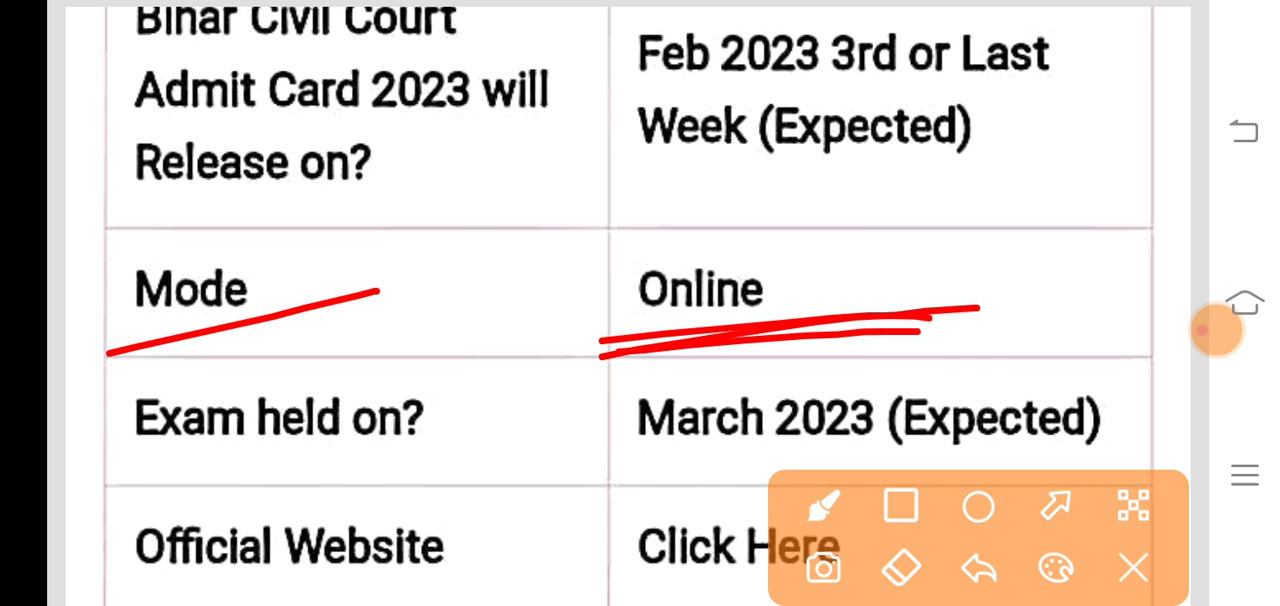 Bihar Civil Court
Admit Card 2023 will
Release on?
Feb 2023 3rd or Last
Week (Expected)
Mode
Online
Exam held on?
March 2023 (Expected)
Official Website
Click Here